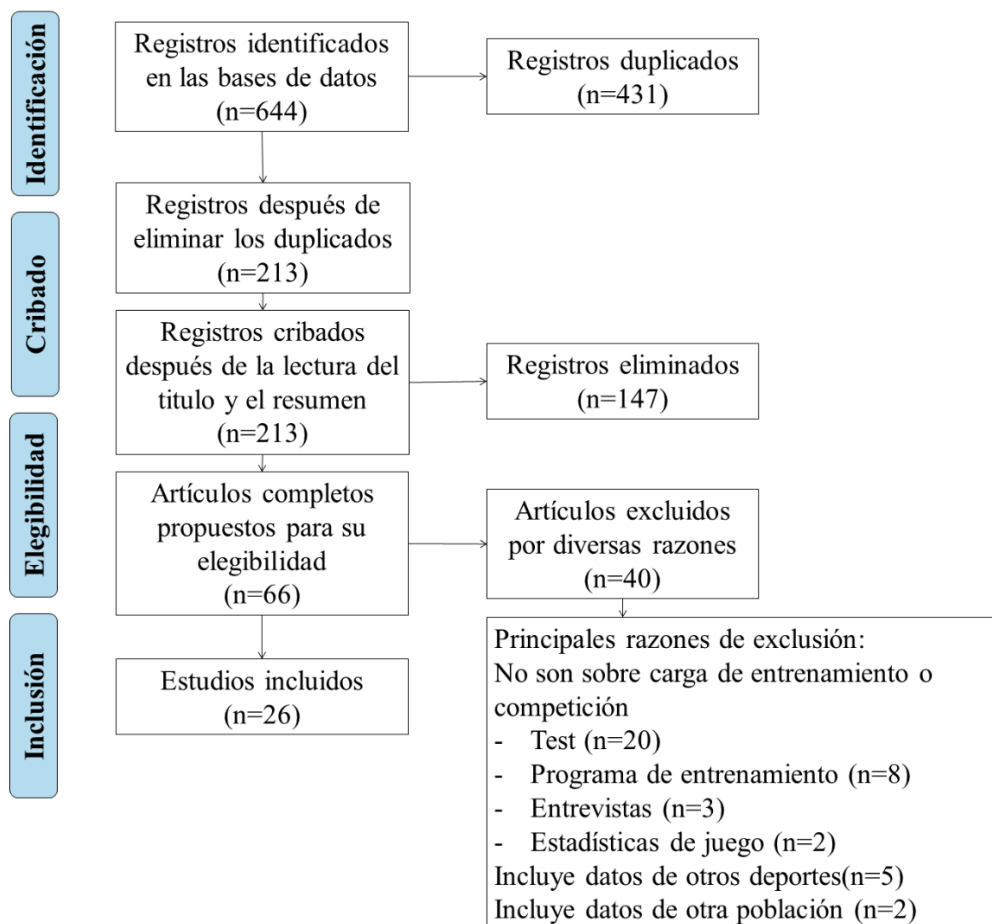 Identificación
Registros identificados
en las bases de datos
(n=644)
Registros duplicados
(n=431)
Cribado
Registros después de
eliminar los duplicados
(n=213)
Registros cribados
después de la lectura del
titulo y el resumen
(n=213)
Registros eliminados
(n=147)
Elegibilidad
Artículos completos
propuestos para su
elegibilidad
(n=66)
Artículos excluidos
por diversas razones
(n=40)
Inclusión
Estudios incluidos
(n=26)
Principales razones de exclusión:
No son sobre carga de entrenamiento o
competición
- Test (n=20)
- Programa de entrenamiento (n=8)
- Entrevistas (n=3)
- Estadísticas de juego (n=2)
Incluye datos de otros deportes(n=5)
Incluye datos de otra población (n=2)